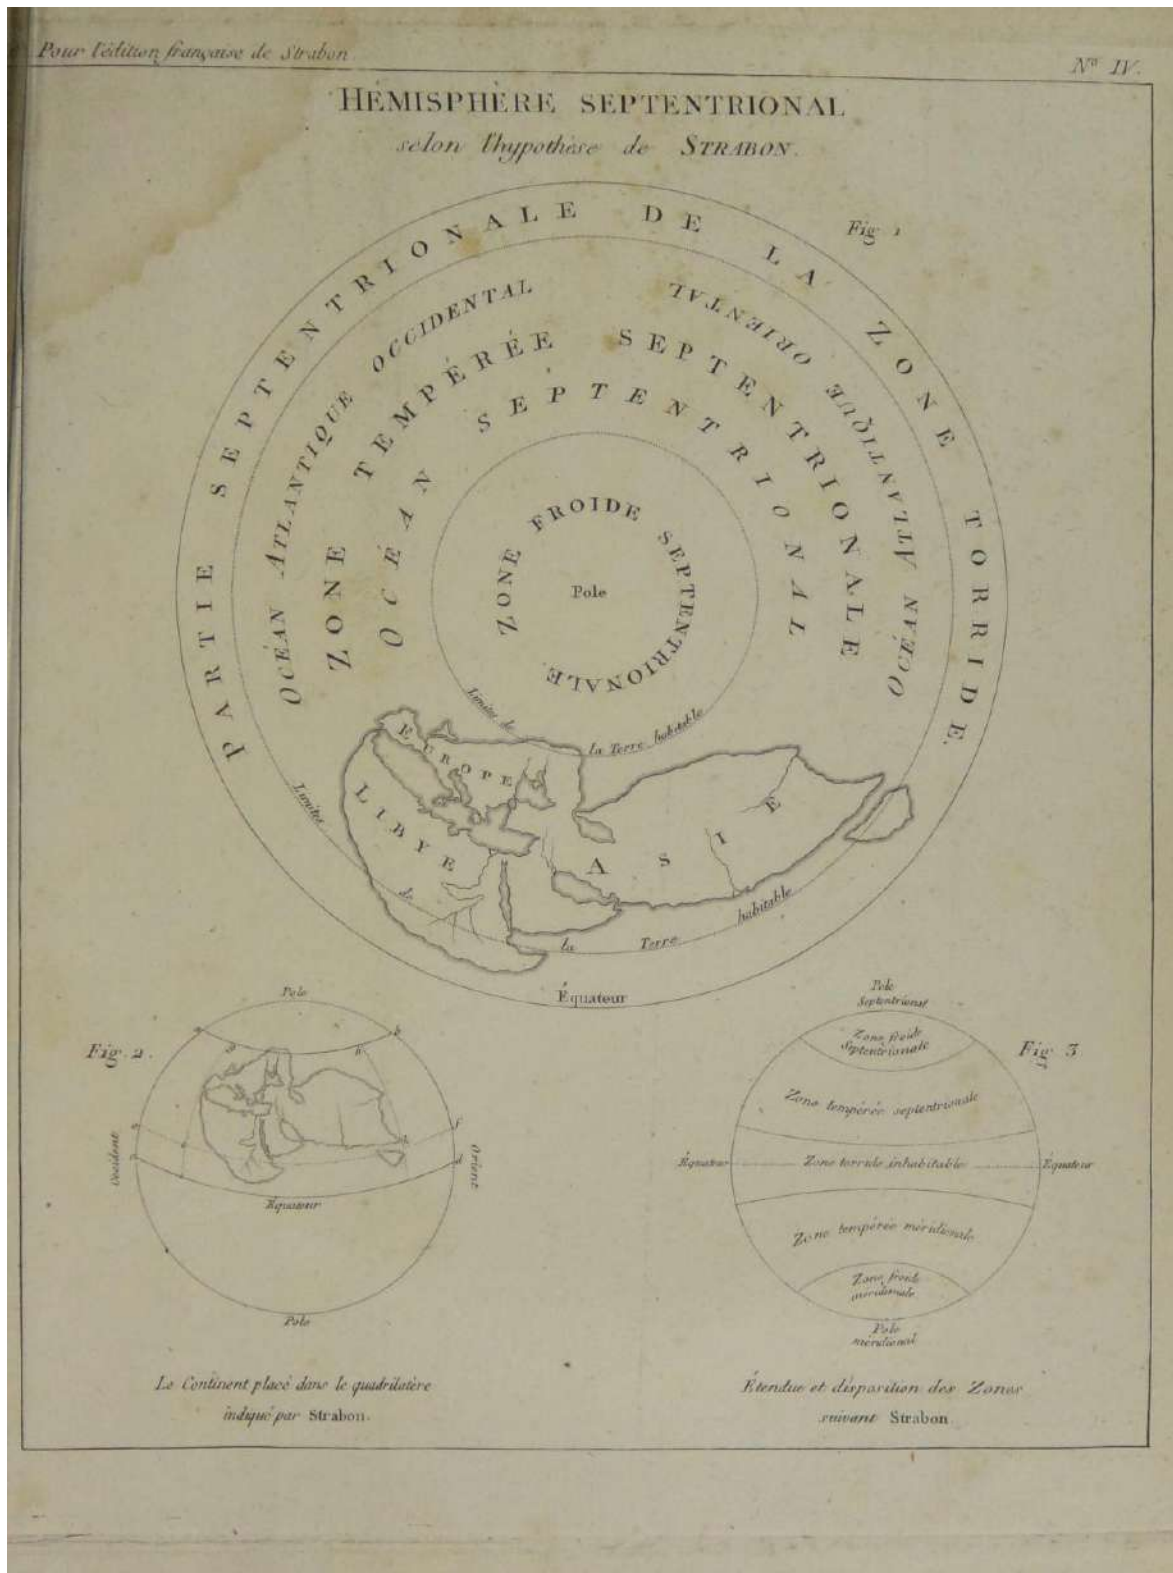 Pour l'édition française de Strabon.
No IV.
HÉMISPHÈRE SEPTENTRIONAL
selon l'hypothèse de STRABON.
Fig 1
PARTIE SEPTENTRIONALE DE LA ZONE TORRIDE.
OCÉAN ATLANTIQUE OCCIDENTAL
OCÉAN ATLANTIQUE ORIENTAL
ZONE TEMPÉRÉE SEPTENTRIONALE
OCÉAN SEPTENTRIONAL
ZONE FROIDE SEPTENTRIONALE.
Pole
Limite de la Terre habitable
EUROPE
LIBYE
ASIE
Limites de la Terre habitable
Équateur
Fig. 2.
Pole
a
b
g
h
Occident
Orient
e
f
c
d
Équateur
Pole
Le Continent placé dans le quadrilatère
indiqué par Strabon.
Fig 3
Pole
Septentrional
Zone froide
Septentrionale
Zone tempérée septentrionale
Équateur
Zone torride inhabitable
Équateur
Zone tempérée méridionale
Zone froide
méridionale
Pole
méridional
Étendue et disposition des Zones
suivant Strabon.